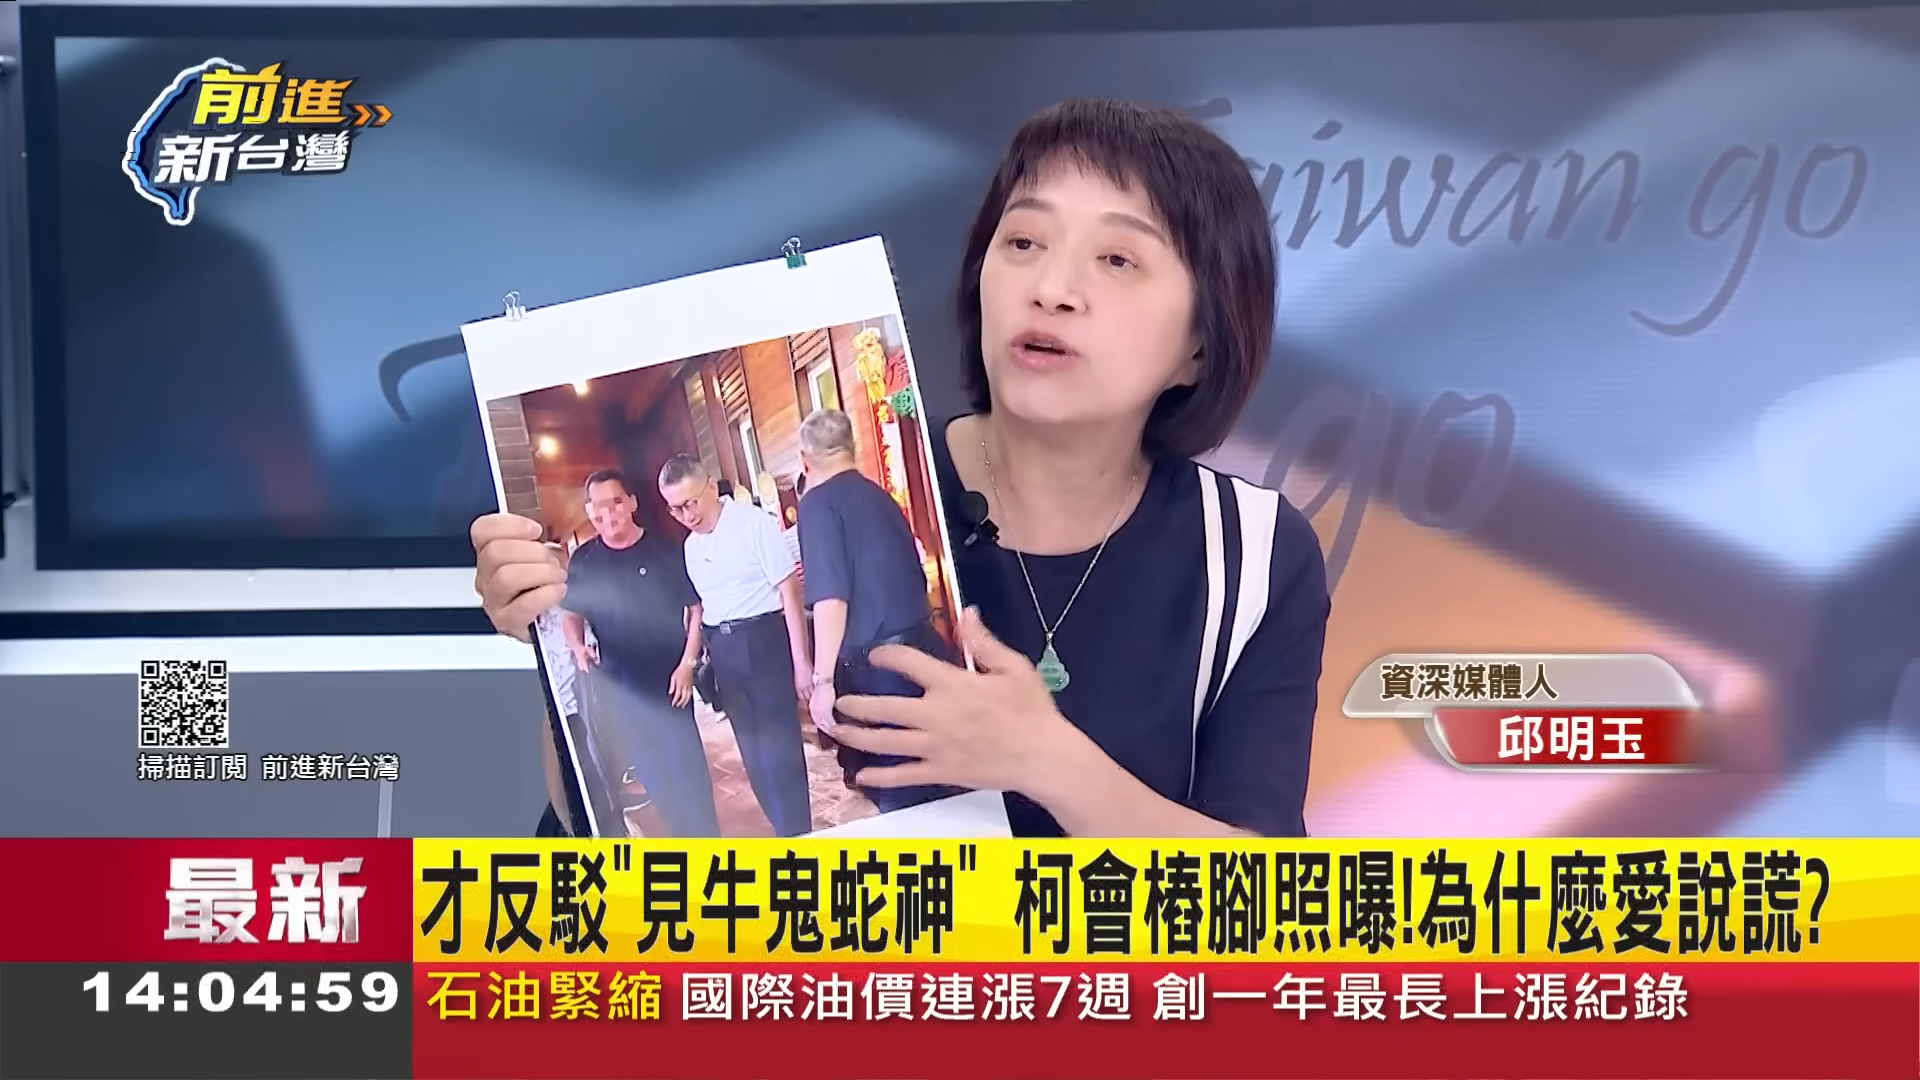 前進
新台灣
Taiwan go
go
掃描訂閱 前進新台灣
資深媒體人
邱明玉
最新
才反駁"見牛鬼蛇神" 柯會樁腳照曝!為什麼愛說謊?
14:04:59
石油緊縮 國際油價連漲7週 創一年最長上漲紀錄